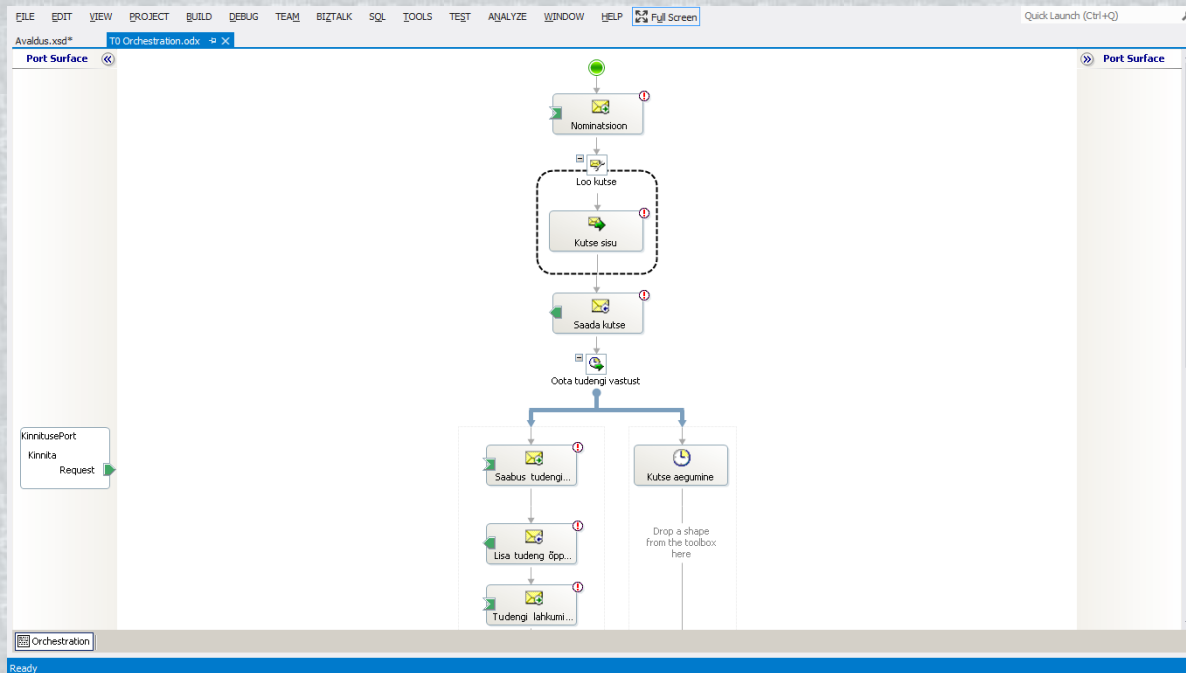 FILE EDIT VIEW PROJECT BUILD DEBUG TEAM BIZTALK SQL TOOLS TEST ANALYZE WINDOW HELP Full Screen
Quick Launch (Ctrl+Q)
Avaldus.xsd*
T0 Orchestration.odx
Port Surface
Port Surface
Nominatsioon
Loo kutse
Kutse sisu
Saada kutse
Oota tudengi vastust
KinnitusePort
Kinnita
Request
Saabus tudengi...
Kutse aegumine
Lisa tudeng õpp...
Drop a shape
from the toolbox
here
Tudengi lahkumi...
Orchestration
Ready